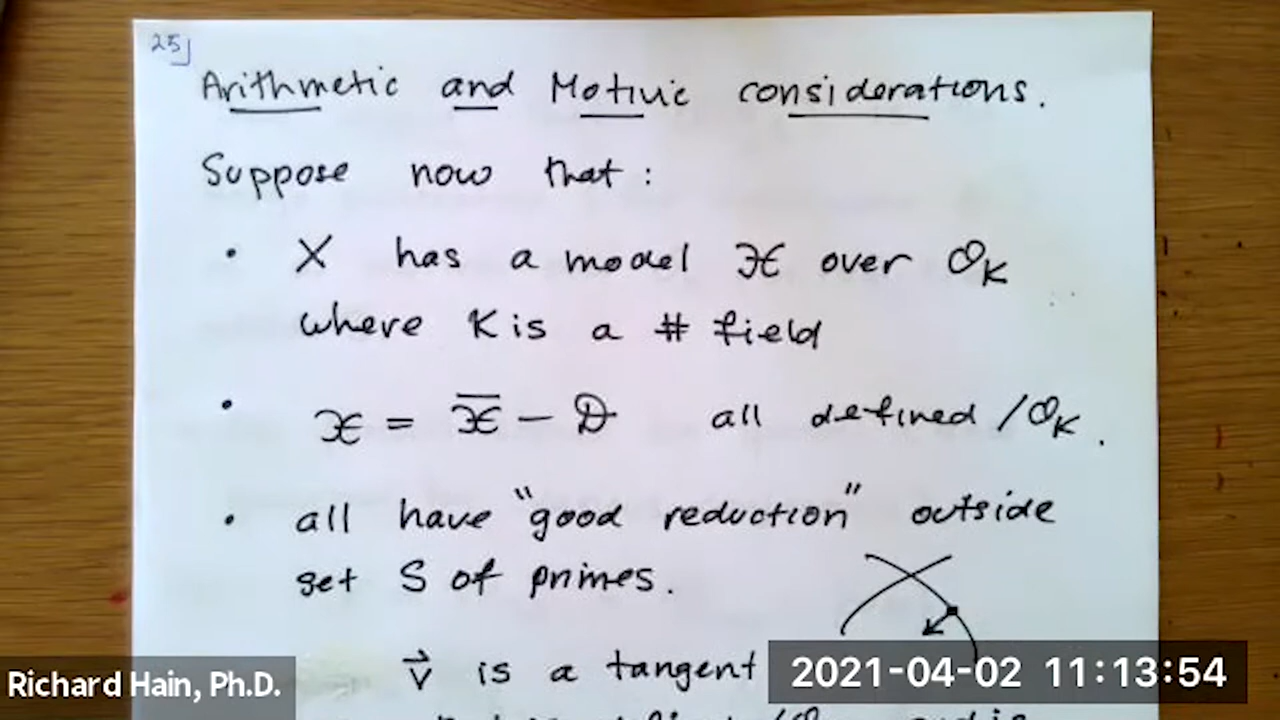 25
Arithmetic and Motivic considerations.
Suppose now that:
• X has a model 𝒳 over 𝒪_K
where K is a # field
• 𝒳 = 𝒳̅ − 𝒟 all defined /𝒪_K.
• all have "good reduction" outside
set S of primes.
v⃗ is a tangent
Richard Hain, Ph.D.
2021-04-02 11:13:54